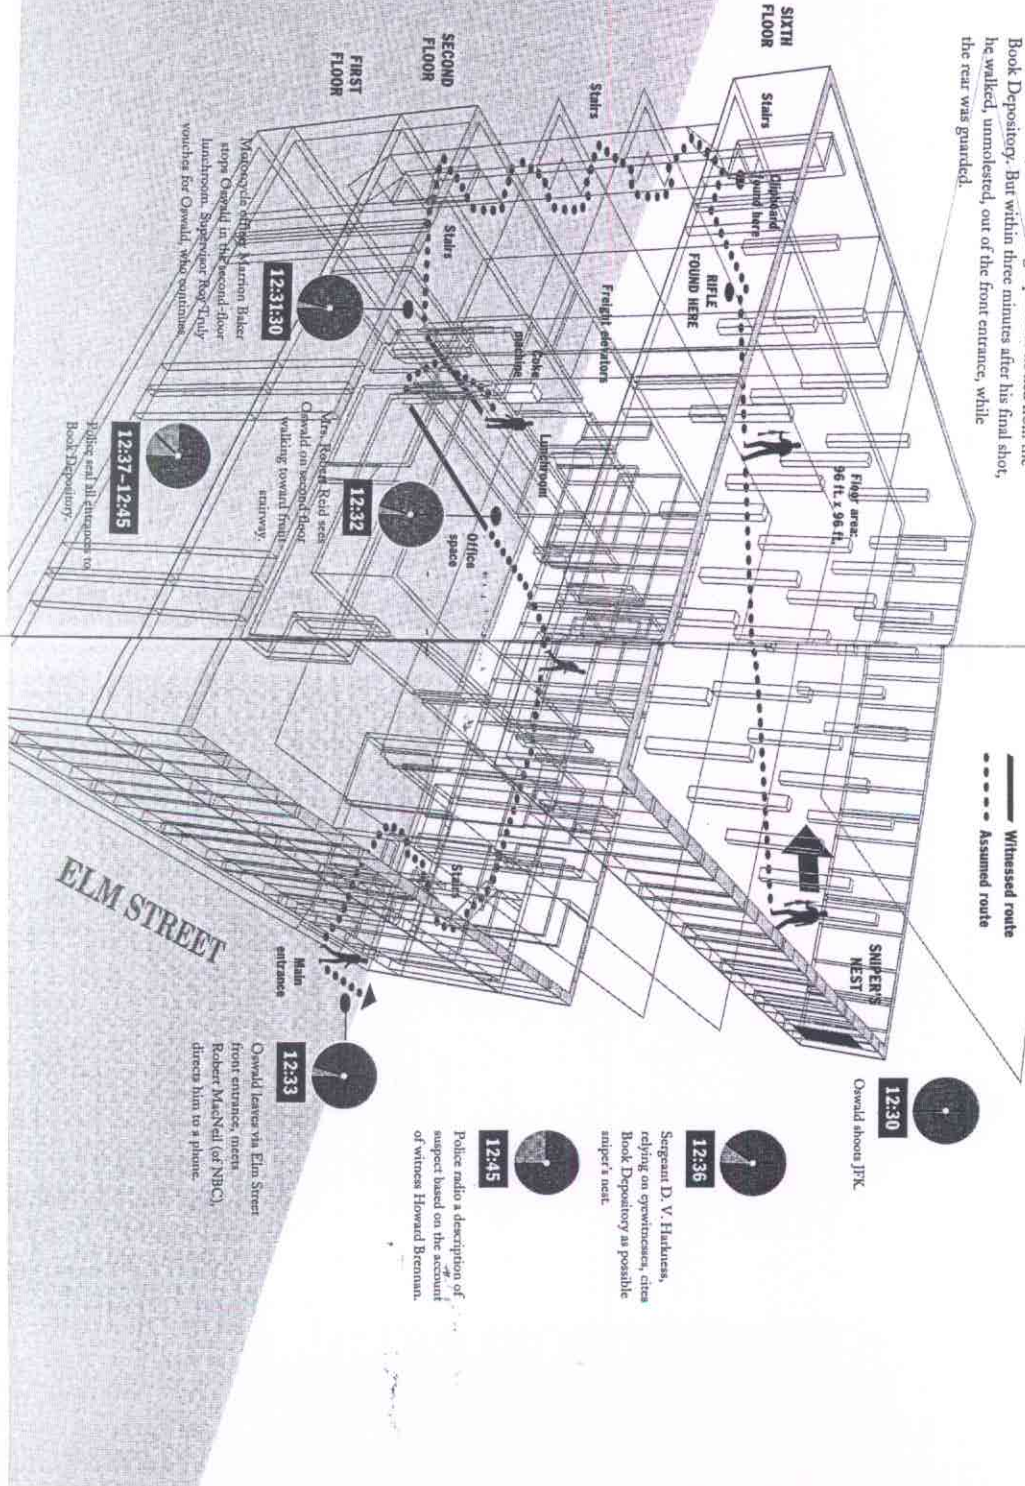 Book Depository. But within three minutes after his final shot,
he walked, unmolested, out of the front entrance, while
the rear was guarded.
Witnessed route
Assumed route
SIXTH
FLOOR
Stairs
Clipboard
found here
RIFLE
FOUND HERE
Floor area:
96 ft. x 96 ft.
SNIPER'S
NEST
12:30
Oswald shoots JFK.
Stairs
Freight elevators
SECOND
FLOOR
FIRST
FLOOR
Stairs
Coke
machine
Lunchroom
Office
space
Stairs
12:31:30
Motorcycle officer Marrion Baker
stops Oswald in the second-floor
lunchroom. Supervisor Roy Truly
vouches for Oswald, who continues
12:32
Mrs. Robert Reid sees
Oswald on second floor
walking toward front
stairway.
12:37–12:45
Police seal all entrances to
Book Depository.
12:36
Sergeant D. V. Harkness,
relying on eyewitnesses, cites
Book Depository as possible
sniper's nest.
12:45
Police radio a description of
suspect based on the account
of witness Howard Brennan.
Main
entrance
12:33
Oswald leaves via Elm Street
front entrance, meets
Robert MacNeil (of NBC),
directs him to a phone.
ELM STREET